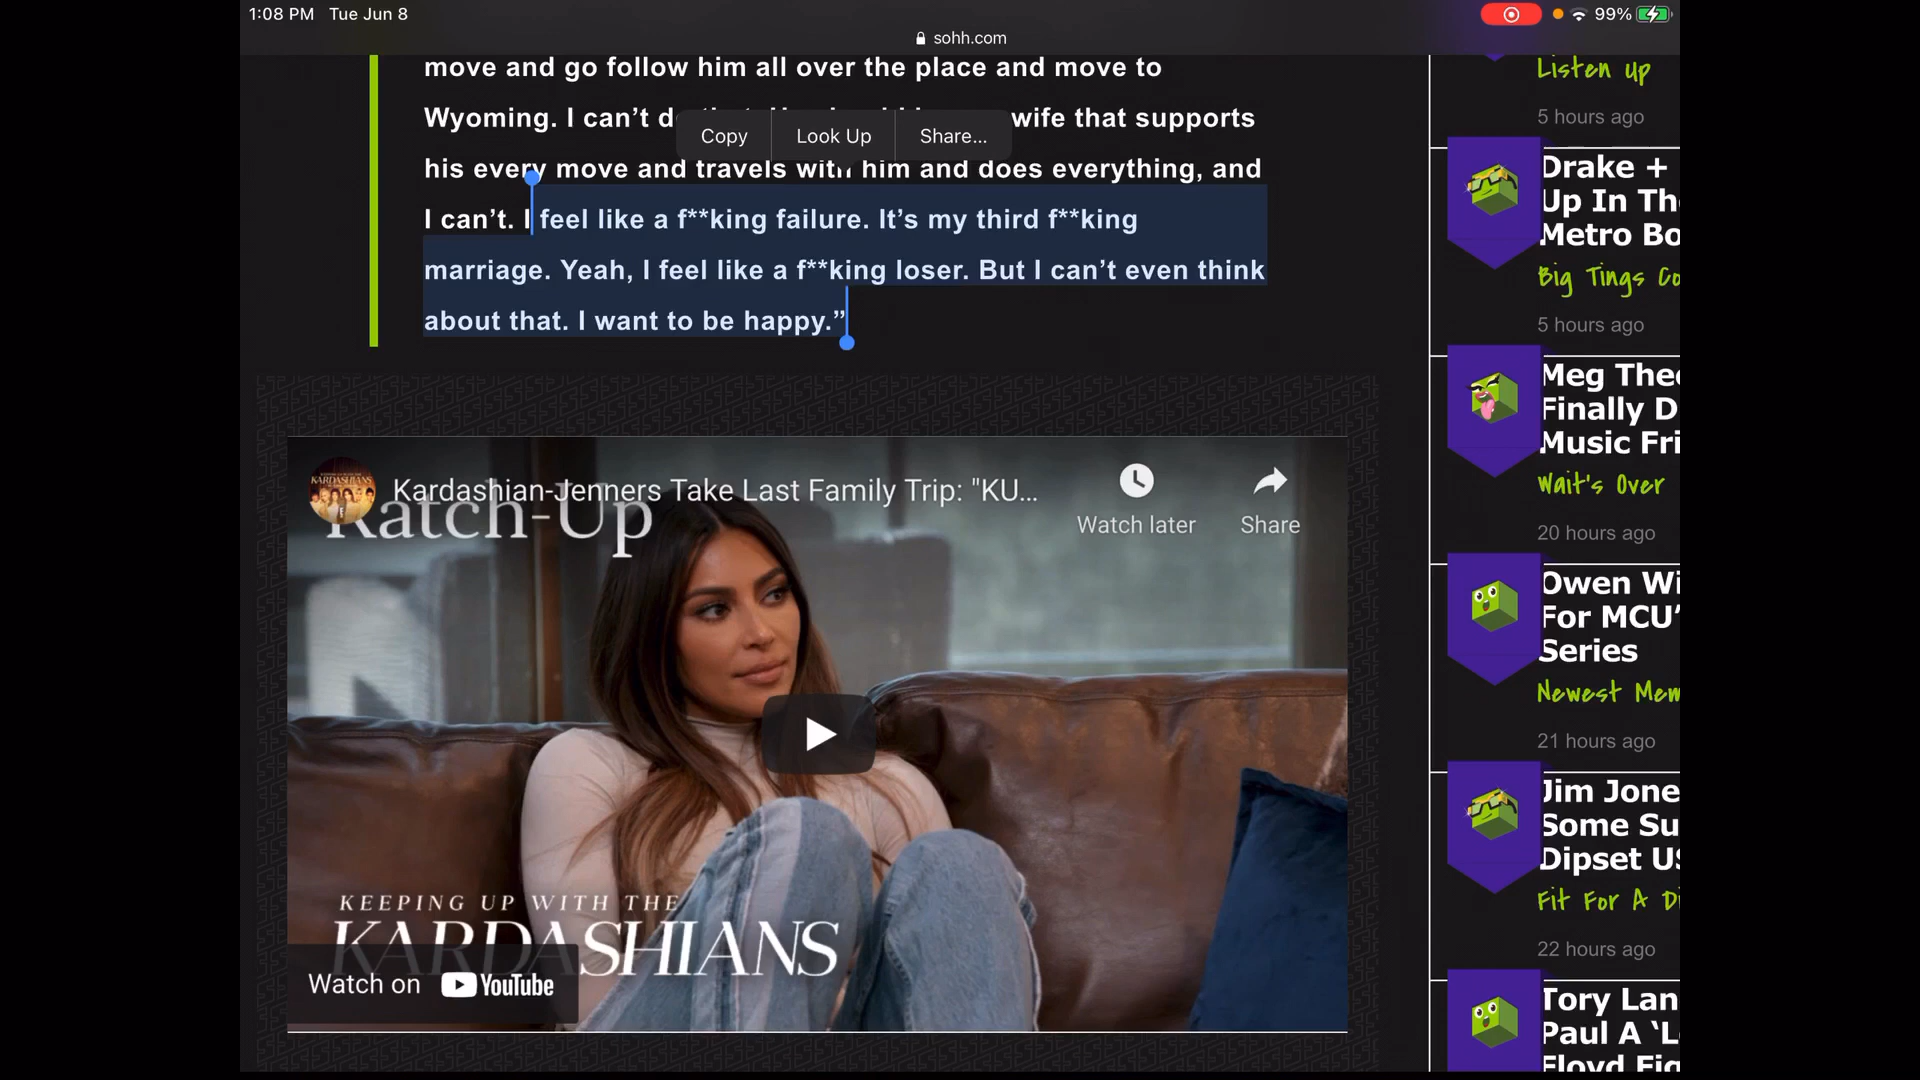 1:08 PM Tue Jun 8
99%
sohh.com
move and go follow him all over the place and move to
Wyoming. I can’t d wife that supports
his every move and travels with him and does everything, and
I can’t. I feel like a f**king failure. It’s my third f**king
marriage. Yeah, I feel like a f**king loser. But I can’t even think
about that. I want to be happy.”
Copy
Look Up
Share...
Kardashian-Jenners Take Last Family Trip: "KU...
Katch-Up
KARDASHIANS
Watch later
Share
KEEPING UP WITH THE
KARDASHIANS
Watch on YouTube
Listen Up
5 hours ago
Drake +
Up In Th
Metro Bo
Big Tings Co
5 hours ago
Meg Thee
Finally D
Music Fri
Wait's Over
20 hours ago
Owen Wi
For MCU’
Series
Newest Mem
21 hours ago
Jim Jone
Some Su
Dipset US
Fit For A Di
22 hours ago
Tory Lan
Paul A ‘L
Floyd Fig